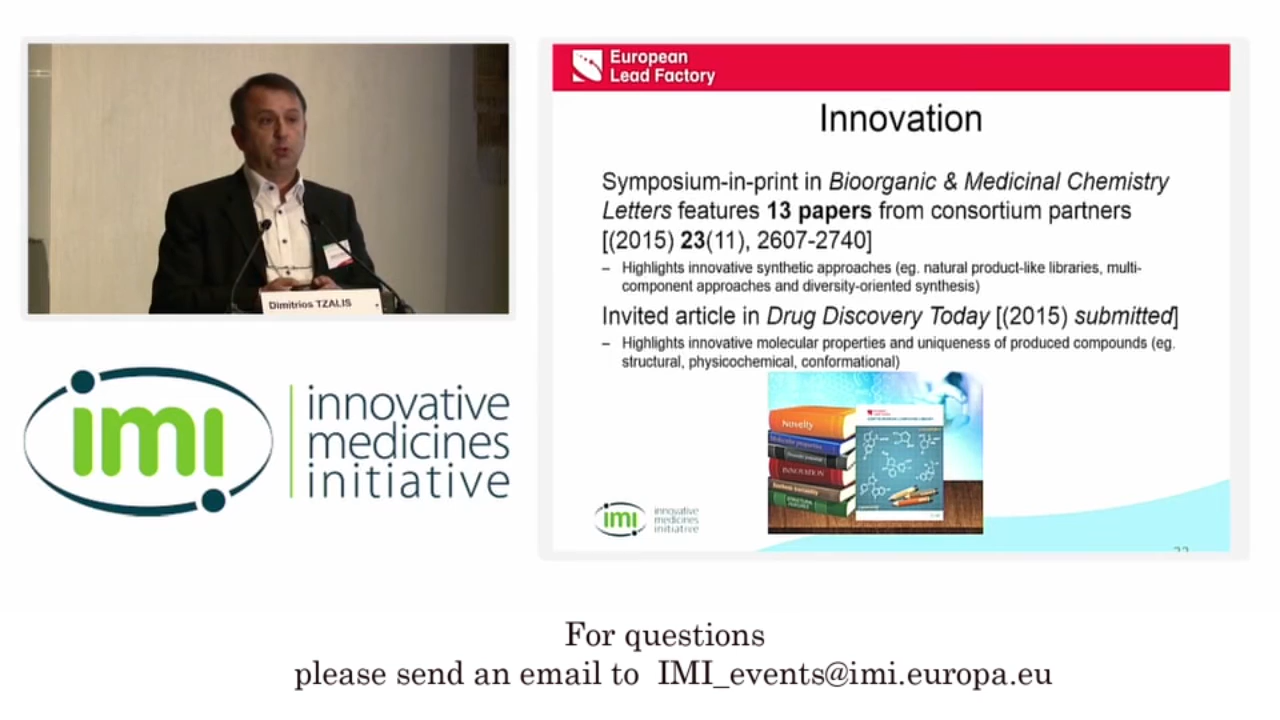 Dimitrios TZALIS
imi
innovative
medicines
initiative
European
Lead Factory
Innovation
Symposium-in-print in Bioorganic & Medicinal Chemistry
Letters features 13 papers from consortium partners
[(2015) 23(11), 2607-2740]
– Highlights innovative synthetic approaches (eg. natural product-like libraries, multi-
component approaches and diversity-oriented synthesis)
Invited article in Drug Discovery Today [(2015) submitted]
– Highlights innovative molecular properties and uniqueness of produced compounds (eg.
structural, physicochemical, conformational)
Novelty
Molecular properties
INNOVATION
STRUCTURAL
FEATURES
imi
innovative
medicines
initiative
For questions
please send an email to IMI_events@imi.europa.eu